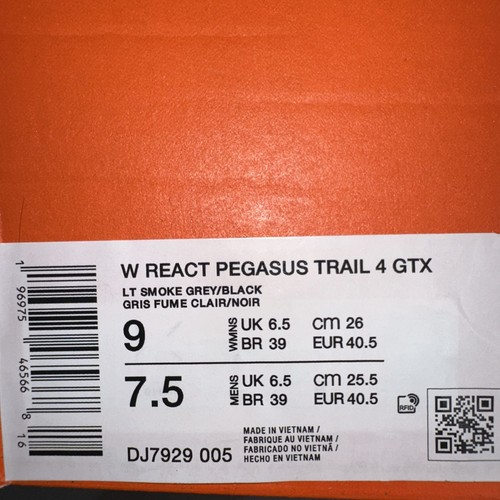 W REACT PEGASUS TRAIL 4 GTX
LT SMOKE GREY/BLACK
GRIS FUME CLAIR/NOIR
9 WMNS UK 6.5 cm 26
BR 39 EUR 40.5
7.5 MENS UK 6.5 cm 25.5
BR 39 EUR 40.5
RFID
DJ7929 005
MADE IN VIETNAM /
FABRIQUE AU VIETNAM /
FABRICADO NO VIETNÃ /
HECHO EN VIETNAM
1 96975 46566 8 16